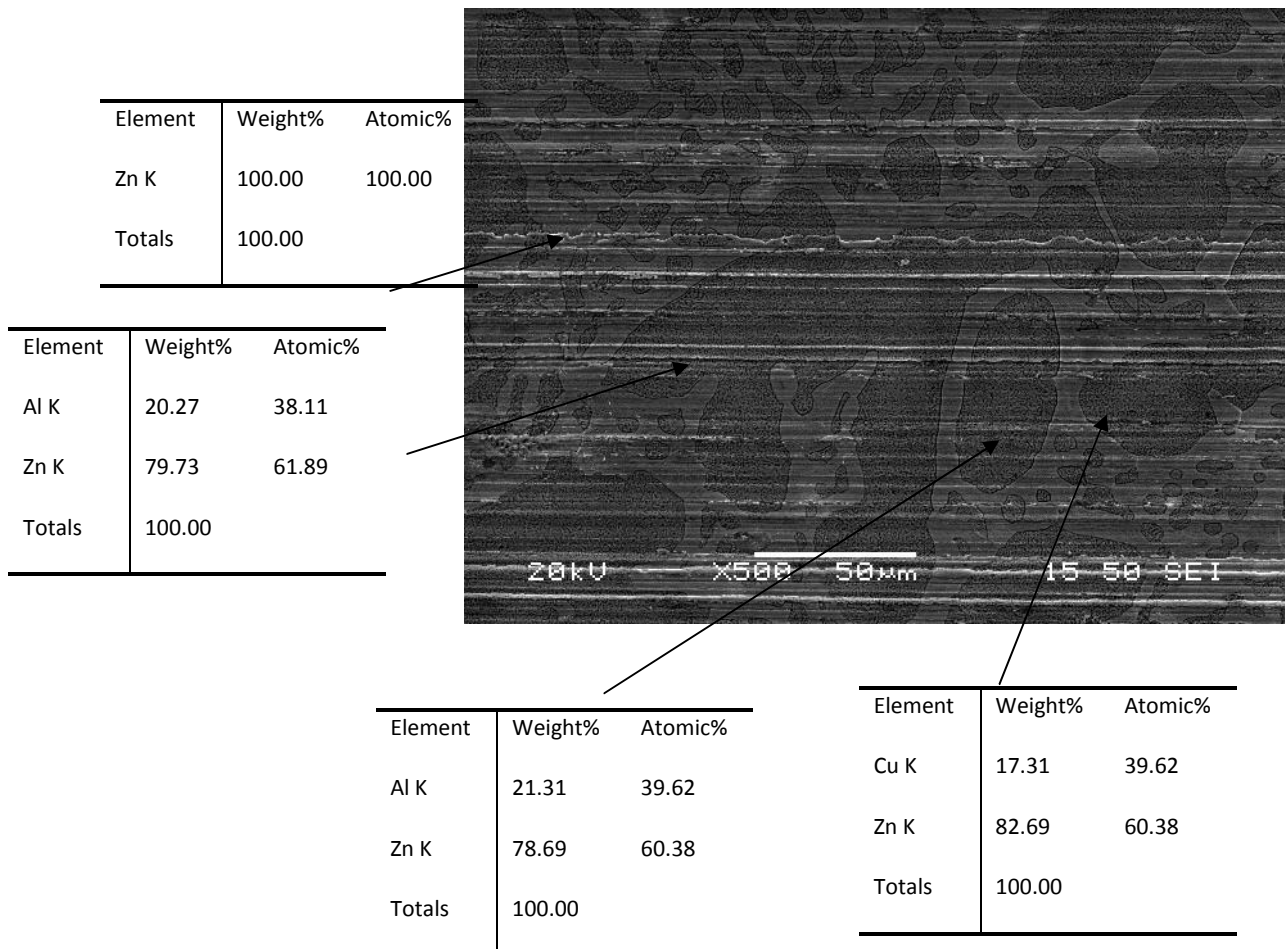 Element Weight% Atomic%
Zn K 100.00 100.00
Totals 100.00
Element Weight% Atomic%
Al K 20.27 38.11
Zn K 79.73 61.89
Totals 100.00
20kV X500 50µm 15 50 SEI
Element Weight% Atomic%
Al K 21.31 39.62
Zn K 78.69 60.38
Totals 100.00
Element Weight% Atomic%
Cu K 17.31 39.62
Zn K 82.69 60.38
Totals 100.00